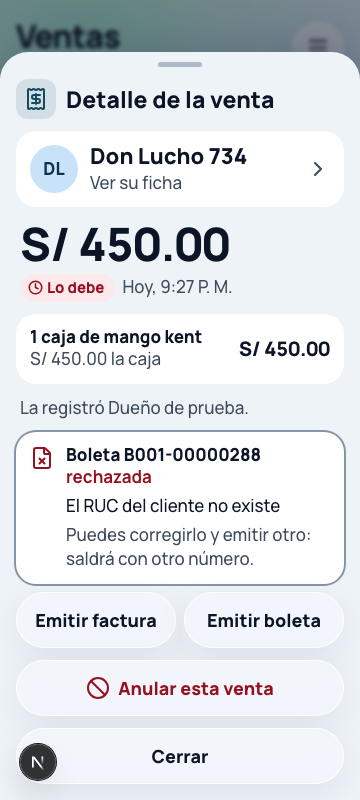 Ventas
Detalle de la venta
DL
Don Lucho 734
Ver su ficha
S/ 450.00
Lo debe
Hoy, 9:27 P. M.
1 caja de mango kent
S/ 450.00 la caja
S/ 450.00
La registró Dueño de prueba.
Boleta B001-00000288
rechazada
El RUC del cliente no existe
Puedes corregirlo y emitir otro:
saldrá con otro número.
Emitir factura
Emitir boleta
Anular esta venta
Cerrar
N